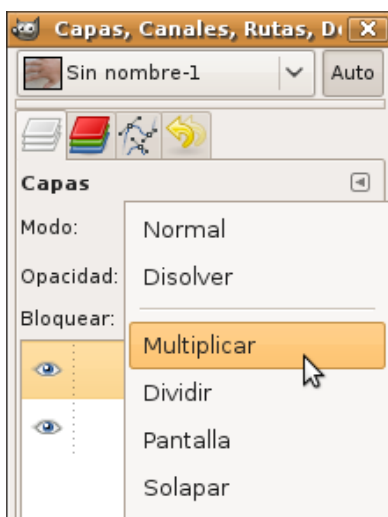 Capas, Canales, Rutas, D
Sin nombre-1
Auto
Capas
Modo:
Normal
Opacidad:
Disolver
Bloquear:
Multiplicar
Dividir
Pantalla
Solapar